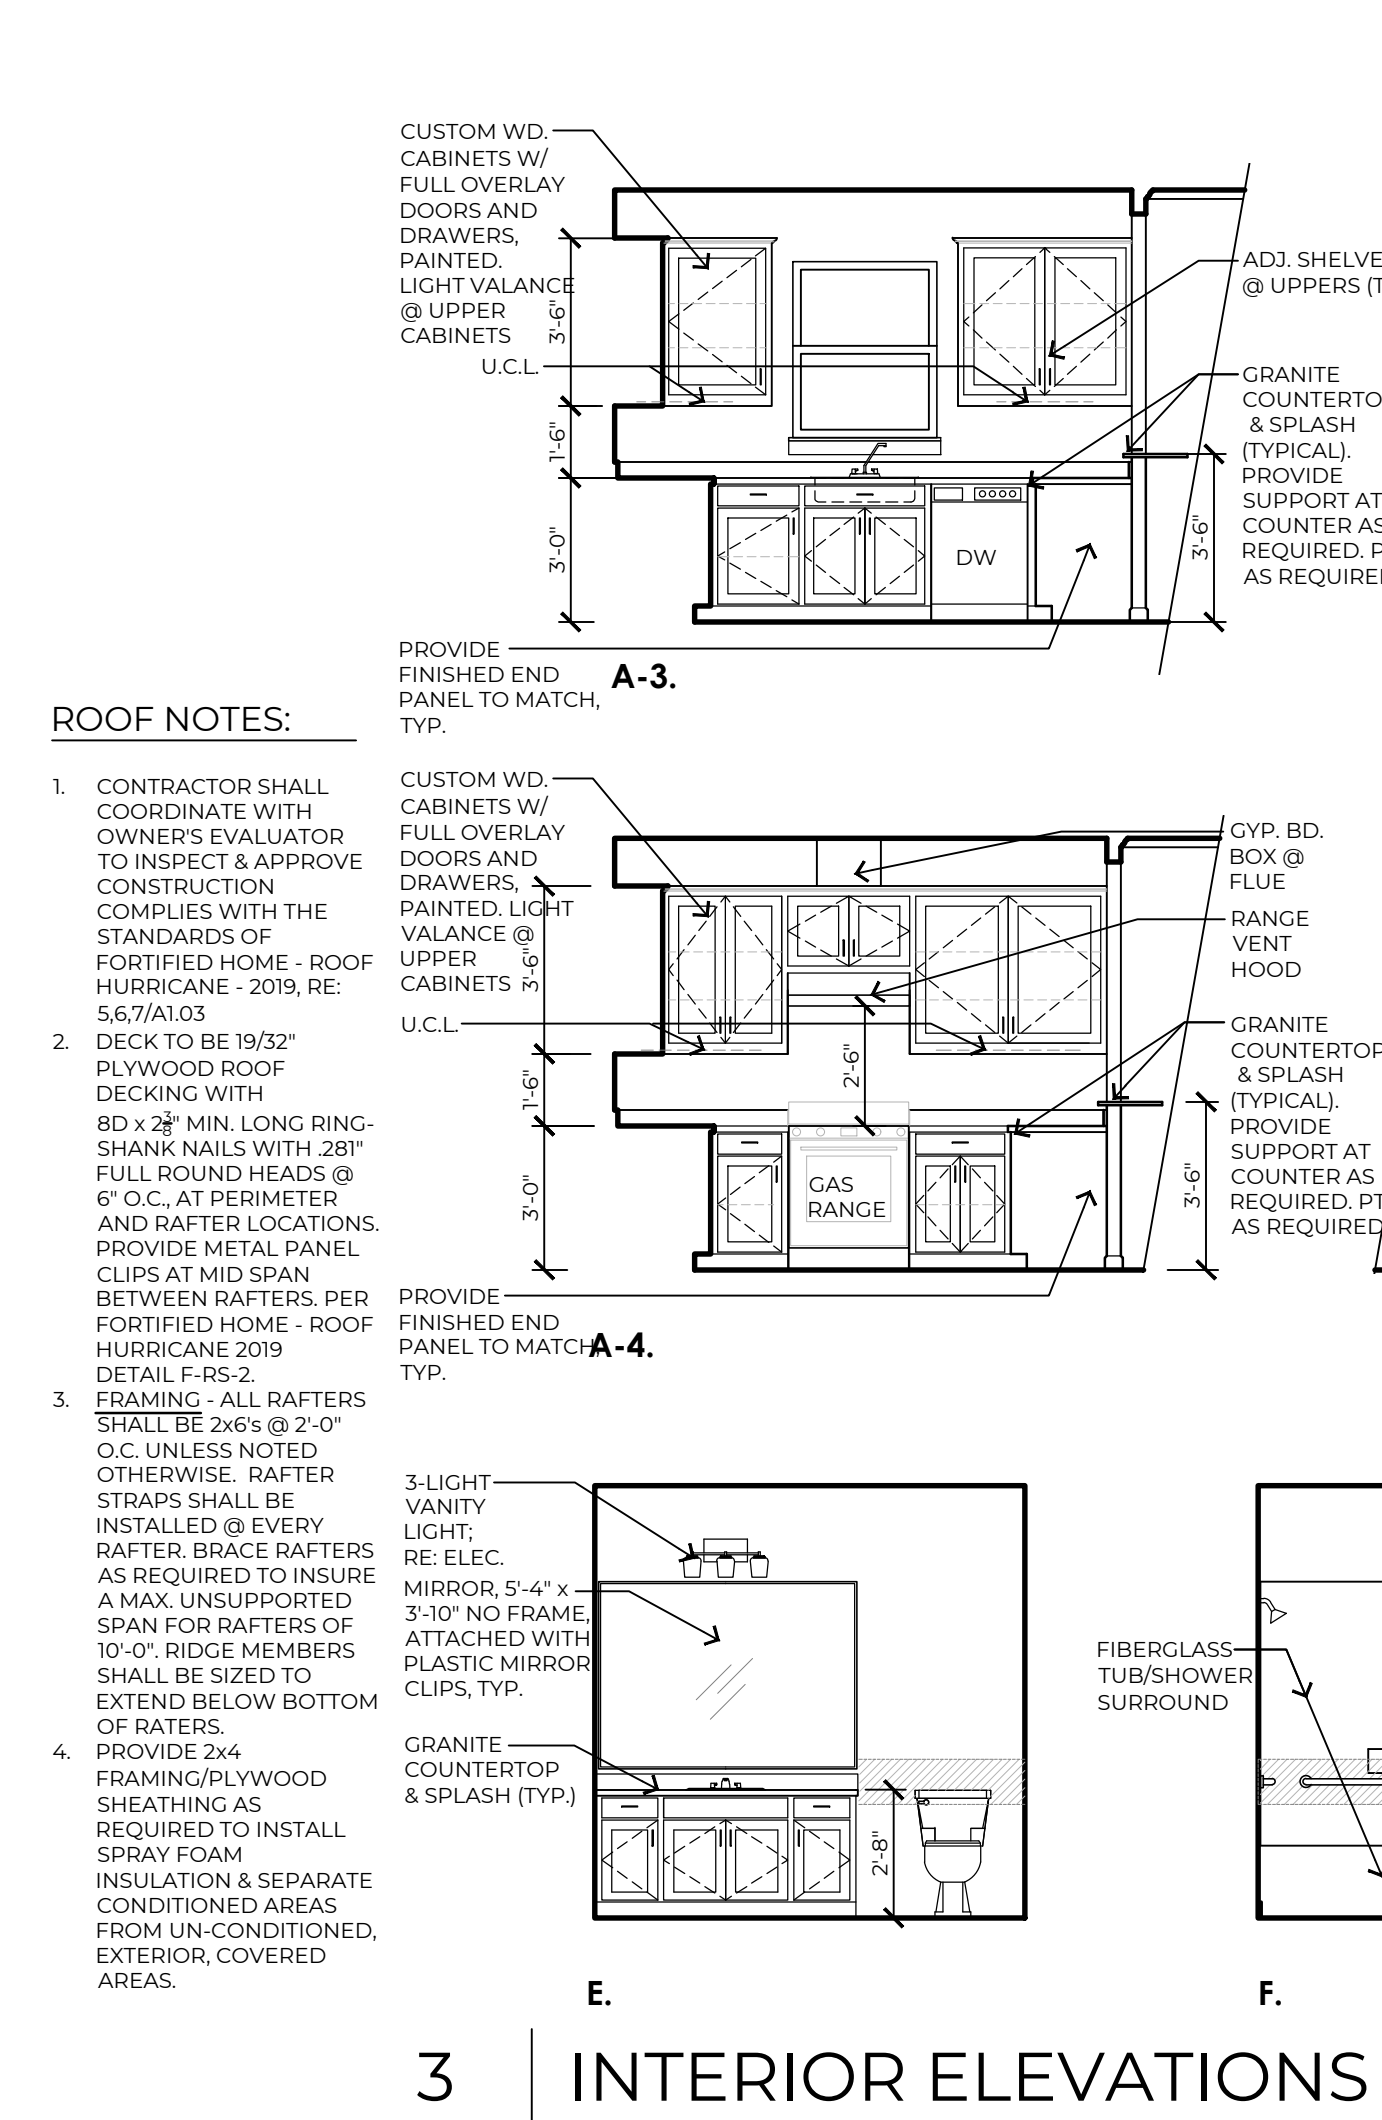 CUSTOM WD.
CABINETS W/
FULL OVERLAY
DOORS AND
DRAWERS,
PAINTED.
LIGHT VALANCE
@ UPPER
CABINETS
U.C.L.
3'-6"
1'-6"
3'-0"
DW
3'-6"
ADJ. SHELVE
@ UPPERS (T
GRANITE
COUNTERTO
& SPLASH
(TYPICAL).
PROVIDE
SUPPORT AT
COUNTER AS
REQUIRED. P
AS REQUIRE
PROVIDE
FINISHED END
PANEL TO MATCH,
TYP.
A-3.
ROOF NOTES:
1. CONTRACTOR SHALL
COORDINATE WITH
OWNER'S EVALUATOR
TO INSPECT & APPROVE
CONSTRUCTION
COMPLIES WITH THE
STANDARDS OF
FORTIFIED HOME - ROOF
HURRICANE - 2019, RE:
5,6,7/A1.03
2. DECK TO BE 19/32"
PLYWOOD ROOF
DECKING WITH
8D x 2 3/8" MIN. LONG RING-
SHANK NAILS WITH .281"
FULL ROUND HEADS @
6" O.C., AT PERIMETER
AND RAFTER LOCATIONS.
PROVIDE METAL PANEL
CLIPS AT MID SPAN
BETWEEN RAFTERS. PER
FORTIFIED HOME - ROOF
HURRICANE 2019
DETAIL F-RS-2.
3. FRAMING - ALL RAFTERS
SHALL BE 2x6's @ 2'-0"
O.C. UNLESS NOTED
OTHERWISE. RAFTER
STRAPS SHALL BE
INSTALLED @ EVERY
RAFTER. BRACE RAFTERS
AS REQUIRED TO INSURE
A MAX. UNSUPPORTED
SPAN FOR RAFTERS OF
10'-0". RIDGE MEMBERS
SHALL BE SIZED TO
EXTEND BELOW BOTTOM
OF RATERS.
4. PROVIDE 2x4
FRAMING/PLYWOOD
SHEATHING AS
REQUIRED TO INSTALL
SPRAY FOAM
INSULATION & SEPARATE
CONDITIONED AREAS
FROM UN-CONDITIONED,
EXTERIOR, COVERED
AREAS.
CUSTOM WD.
CABINETS W/
FULL OVERLAY
DOORS AND
DRAWERS,
PAINTED. LIGHT
VALANCE @
UPPER
CABINETS
U.C.L.
3'-6"
1'-6"
3'-0"
2'-6"
GAS
RANGE
3'-6"
GYP. BD.
BOX @
FLUE
RANGE
VENT
HOOD
GRANITE
COUNTERTOP
& SPLASH
(TYPICAL).
PROVIDE
SUPPORT AT
COUNTER AS
REQUIRED. PT
AS REQUIRED
PROVIDE
FINISHED END
PANEL TO MATCH,
TYP.
A-4.
3-LIGHT
VANITY
LIGHT;
RE: ELEC.
MIRROR, 5'-4" x
3'-10" NO FRAME,
ATTACHED WITH
PLASTIC MIRROR
CLIPS, TYP.
GRANITE
COUNTERTOP
& SPLASH (TYP.)
2'-8"
FIBERGLASS
TUB/SHOWER
SURROUND
E.
F.
3
INTERIOR ELEVATIONS